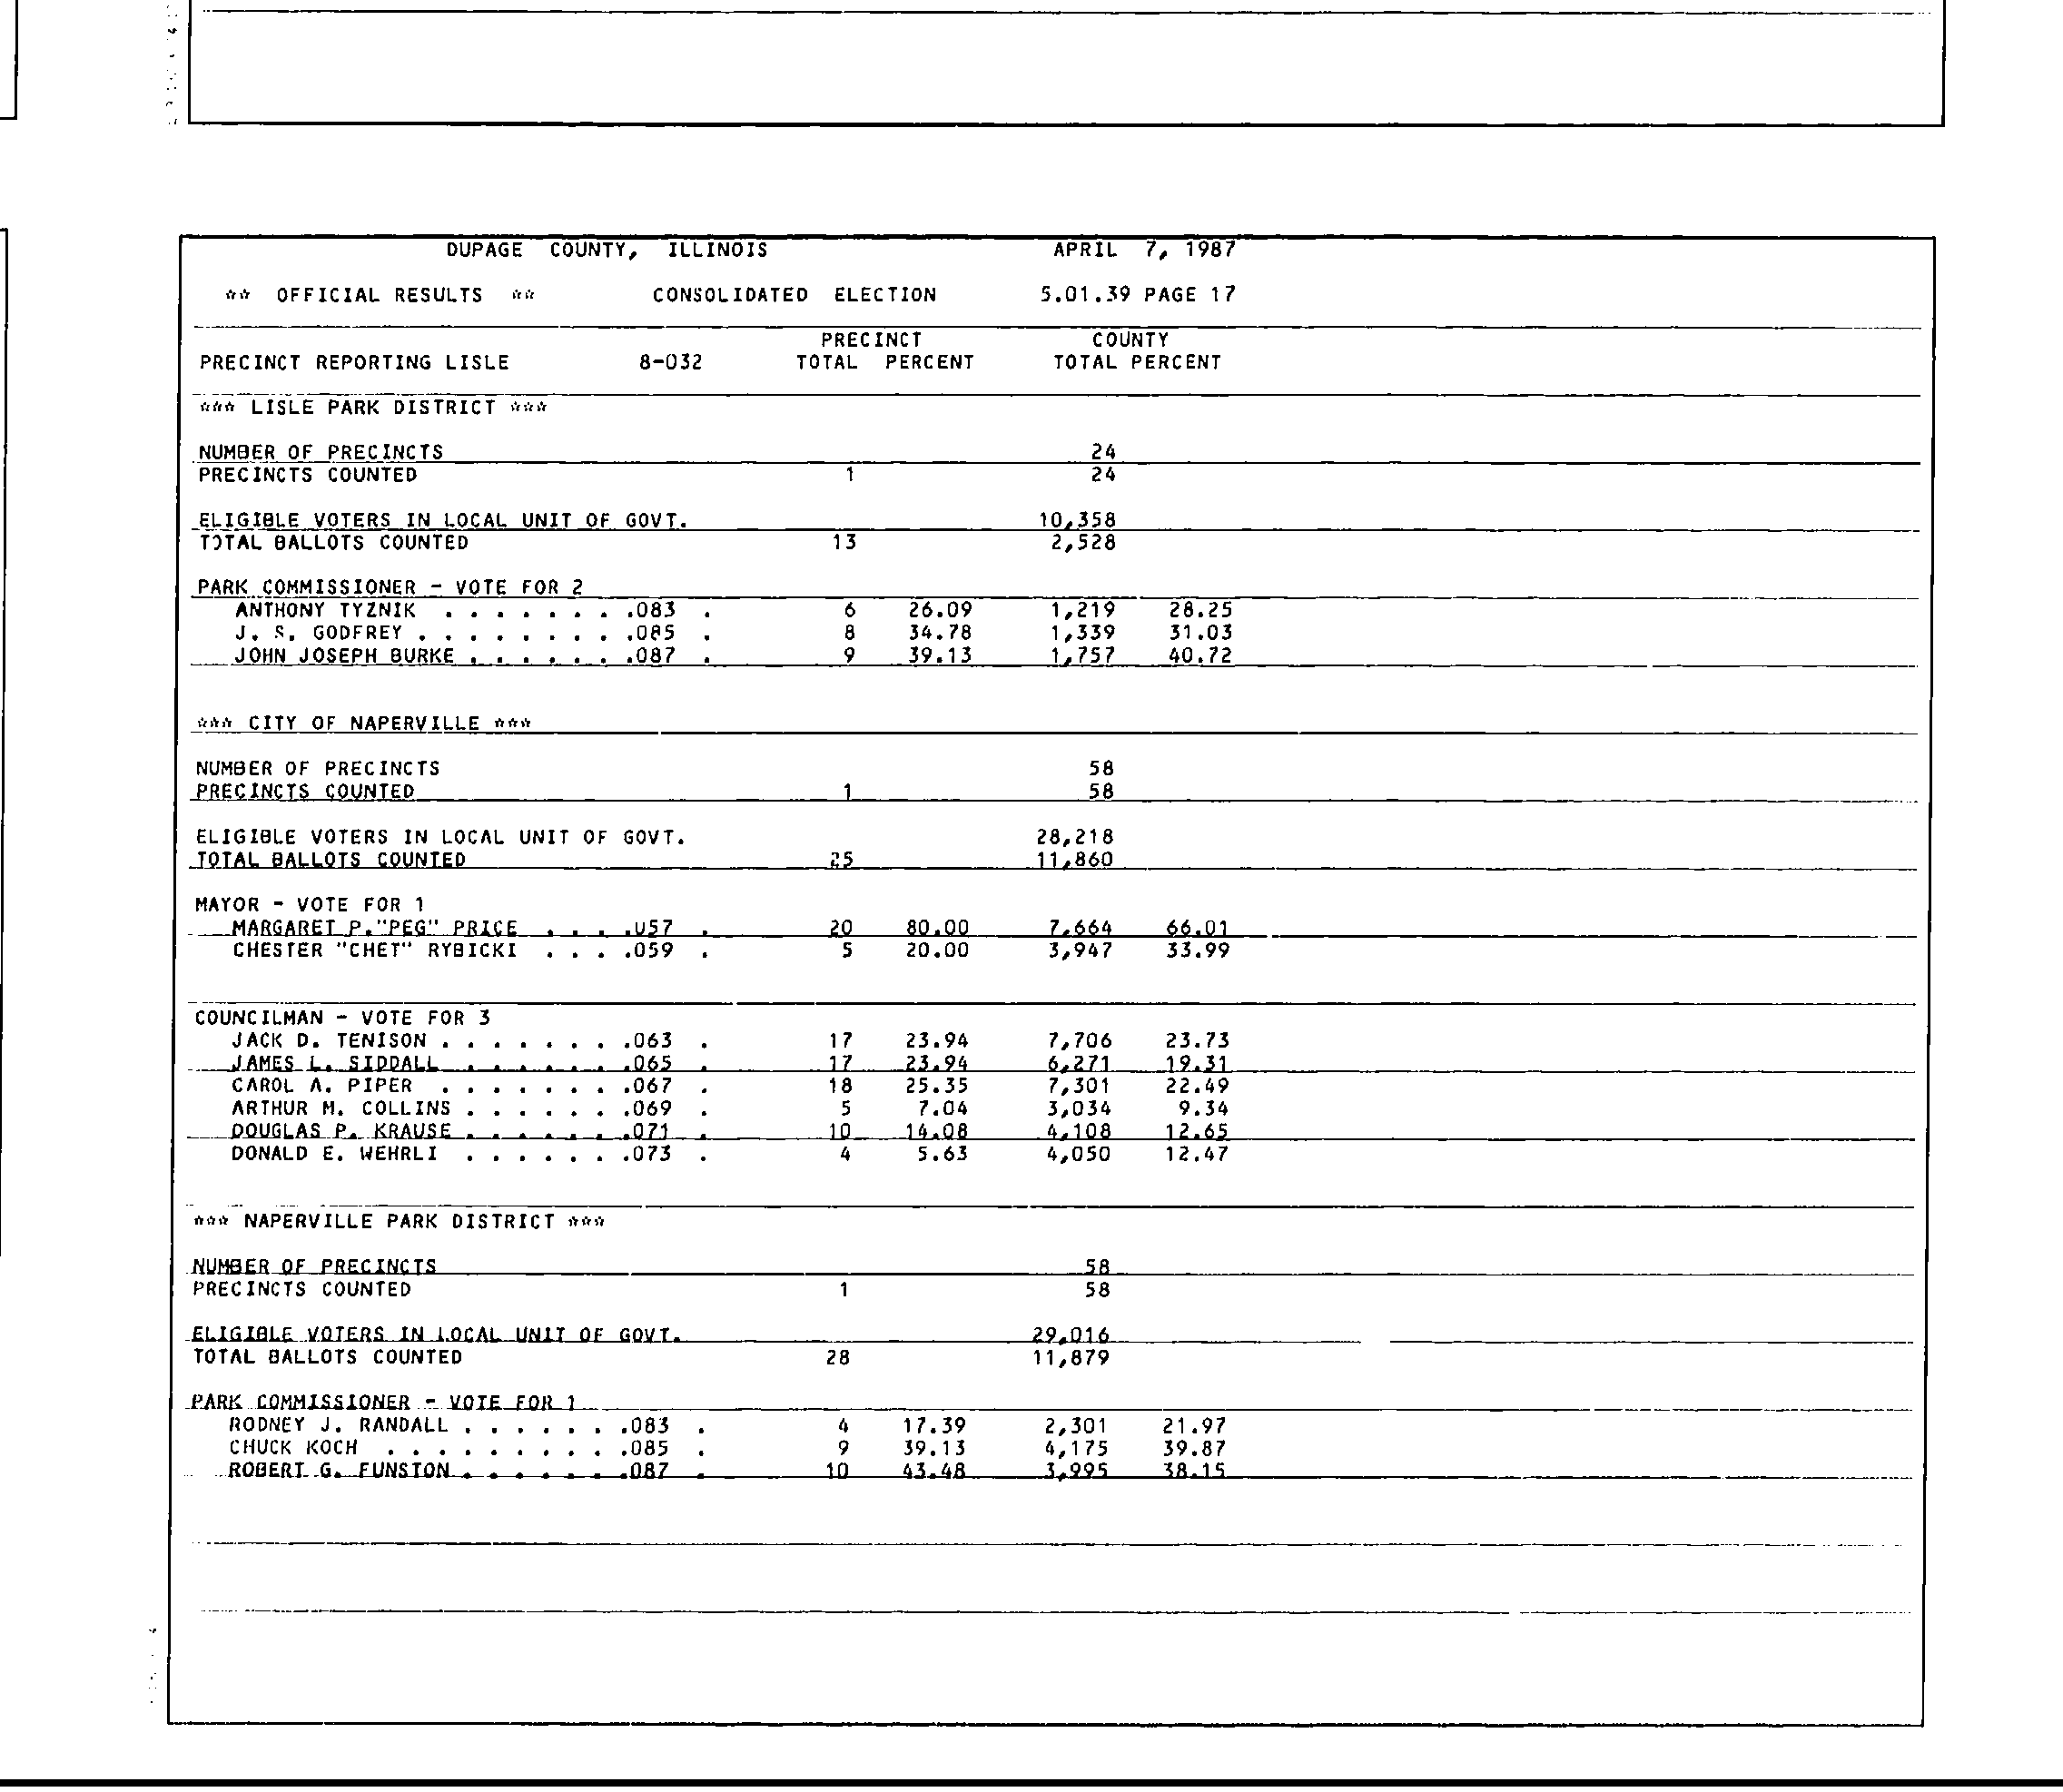 DUPAGE COUNTY, ILLINOIS APRIL 7, 1987
** OFFICIAL RESULTS ** CONSOLIDATED ELECTION 5.01.39 PAGE 17
PRECINCT COUNTY
PRECINCT REPORTING LISLE 8-032 TOTAL PERCENT TOTAL PERCENT
*** LISLE PARK DISTRICT ***
NUMBER OF PRECINCTS 24
PRECINCTS COUNTED 1 24
ELIGIBLE VOTERS IN LOCAL UNIT OF GOVT. 10,358
TOTAL BALLOTS COUNTED 13 2,528
PARK COMMISSIONER - VOTE FOR 2
ANTHONY TYZNIK . . . . . . . .083 . 6 26.09 1,219 28.25
J. S. GODFREY . . . . . . . . .085 . 8 34.78 1,339 31.03
JOHN JOSEPH BURKE . . . . . . .087 . 9 39.13 1,757 40.72
*** CITY OF NAPERVILLE ***
NUMBER OF PRECINCTS 58
PRECINCTS COUNTED 1 58
ELIGIBLE VOTERS IN LOCAL UNIT OF GOVT. 28,218
TOTAL BALLOTS COUNTED 25 11,860
MAYOR - VOTE FOR 1
MARGARET P."PEG" PRICE . . . .057 . 20 80.00 7,664 66.01
CHESTER "CHET" RYBICKI . . . .059 . 5 20.00 3,947 33.99
COUNCILMAN - VOTE FOR 3
JACK D. TENISON . . . . . . . .063 . 17 23.94 7,706 23.73
JAMES L. SIDDALL . . . . . . .065 . 17 23.94 6,271 19.31
CAROL A. PIPER . . . . . . . .067 . 18 25.35 7,301 22.49
ARTHUR M. COLLINS . . . . . . .069 . 5 7.04 3,034 9.34
DOUGLAS P. KRAUSE . . . . . . .071 . 10 14.08 4,108 12.65
DONALD E. WEHRLI . . . . . . .073 . 4 5.63 4,050 12.47
*** NAPERVILLE PARK DISTRICT ***
NUMBER OF PRECINCTS 58
PRECINCTS COUNTED 1 58
ELIGIBLE VOTERS IN LOCAL UNIT OF GOVT. 29,016
TOTAL BALLOTS COUNTED 28 11,879
PARK COMMISSIONER - VOTE FOR 1
RODNEY J. RANDALL . . . . . . .083 . 4 17.39 2,301 21.97
CHUCK KOCH . . . . . . . . . .085 . 9 39.13 4,175 39.87
ROBERT G. FUNSTON . . . . . . .087 . 10 43.48 3,995 38.15